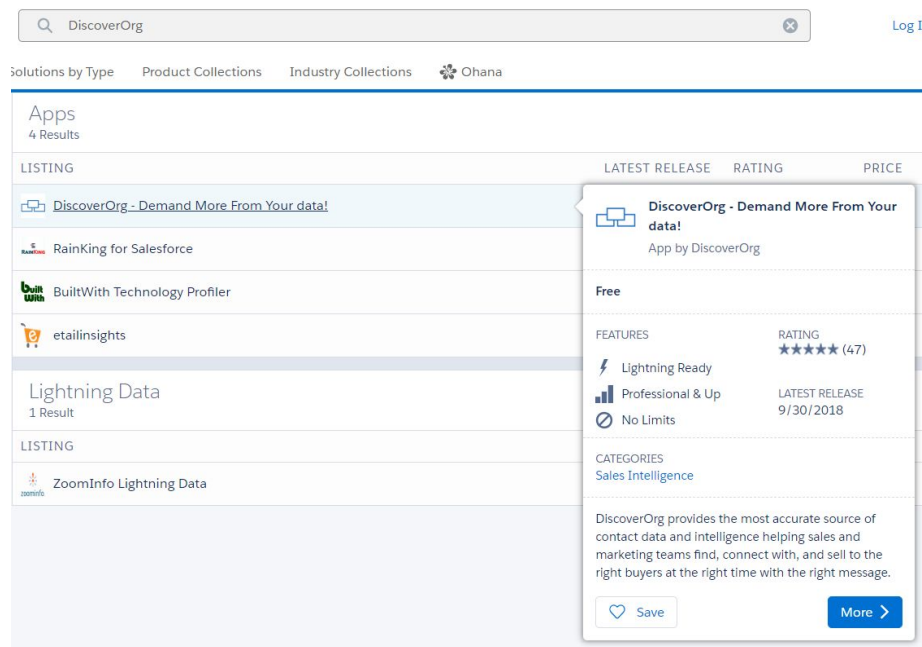 DiscoverOrg
Log I
Solutions by Type Product Collections Industry Collections Ohana
Apps
4 Results
LISTING LATEST RELEASE RATING PRICE
DiscoverOrg - Demand More From Your data!
RAINKING RainKing for Salesforce
built With BuiltWith Technology Profiler
e etailinsights
Lightning Data
1 Result
LISTING
zoominfo ZoomInfo Lightning Data
DiscoverOrg - Demand More From Your
data!
App by DiscoverOrg
Free
FEATURES
Lightning Ready
Professional & Up
No Limits
RATING
★★★★★ (47)
LATEST RELEASE
9/30/2018
CATEGORIES
Sales Intelligence
DiscoverOrg provides the most accurate source of
contact data and intelligence helping sales and
marketing teams find, connect with, and sell to the
right buyers at the right time with the right message.
Save
More